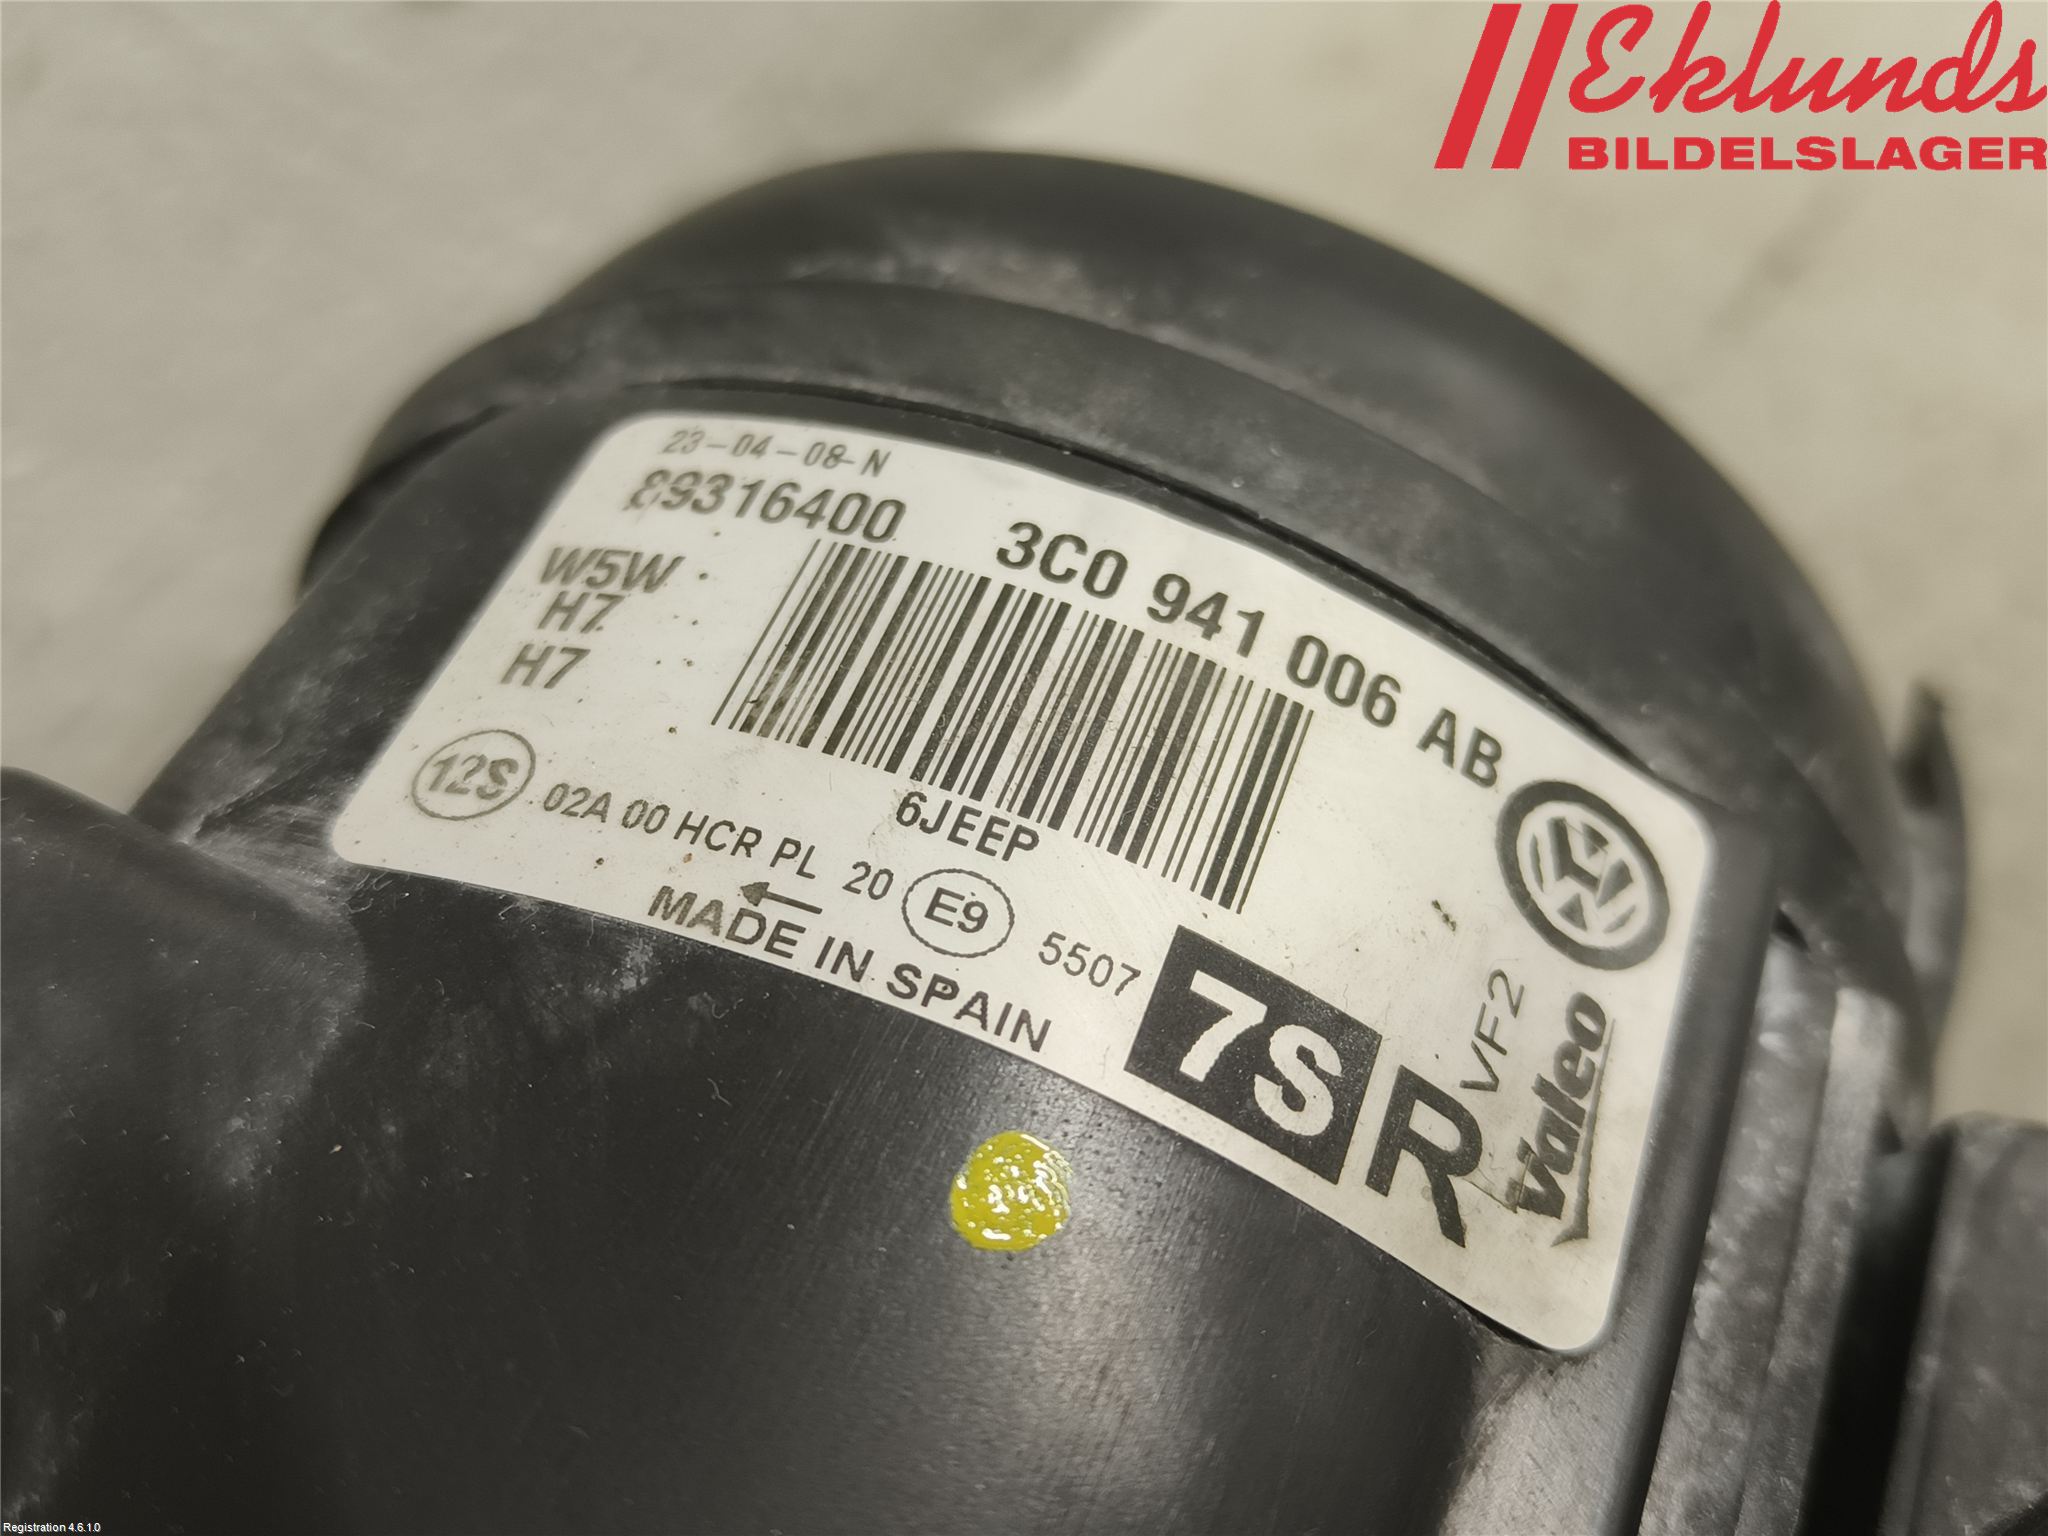 Eklunds
BILDELSLAGER
23-04-08-N
89316400
3C0 941 006 AB
W5W
H7
H7
6JEEP
12S
02A 00 HCR PL 20 E9 5507
MADE IN SPAIN
7S
R
VF2
Valeo
Registration 4.6.1.0